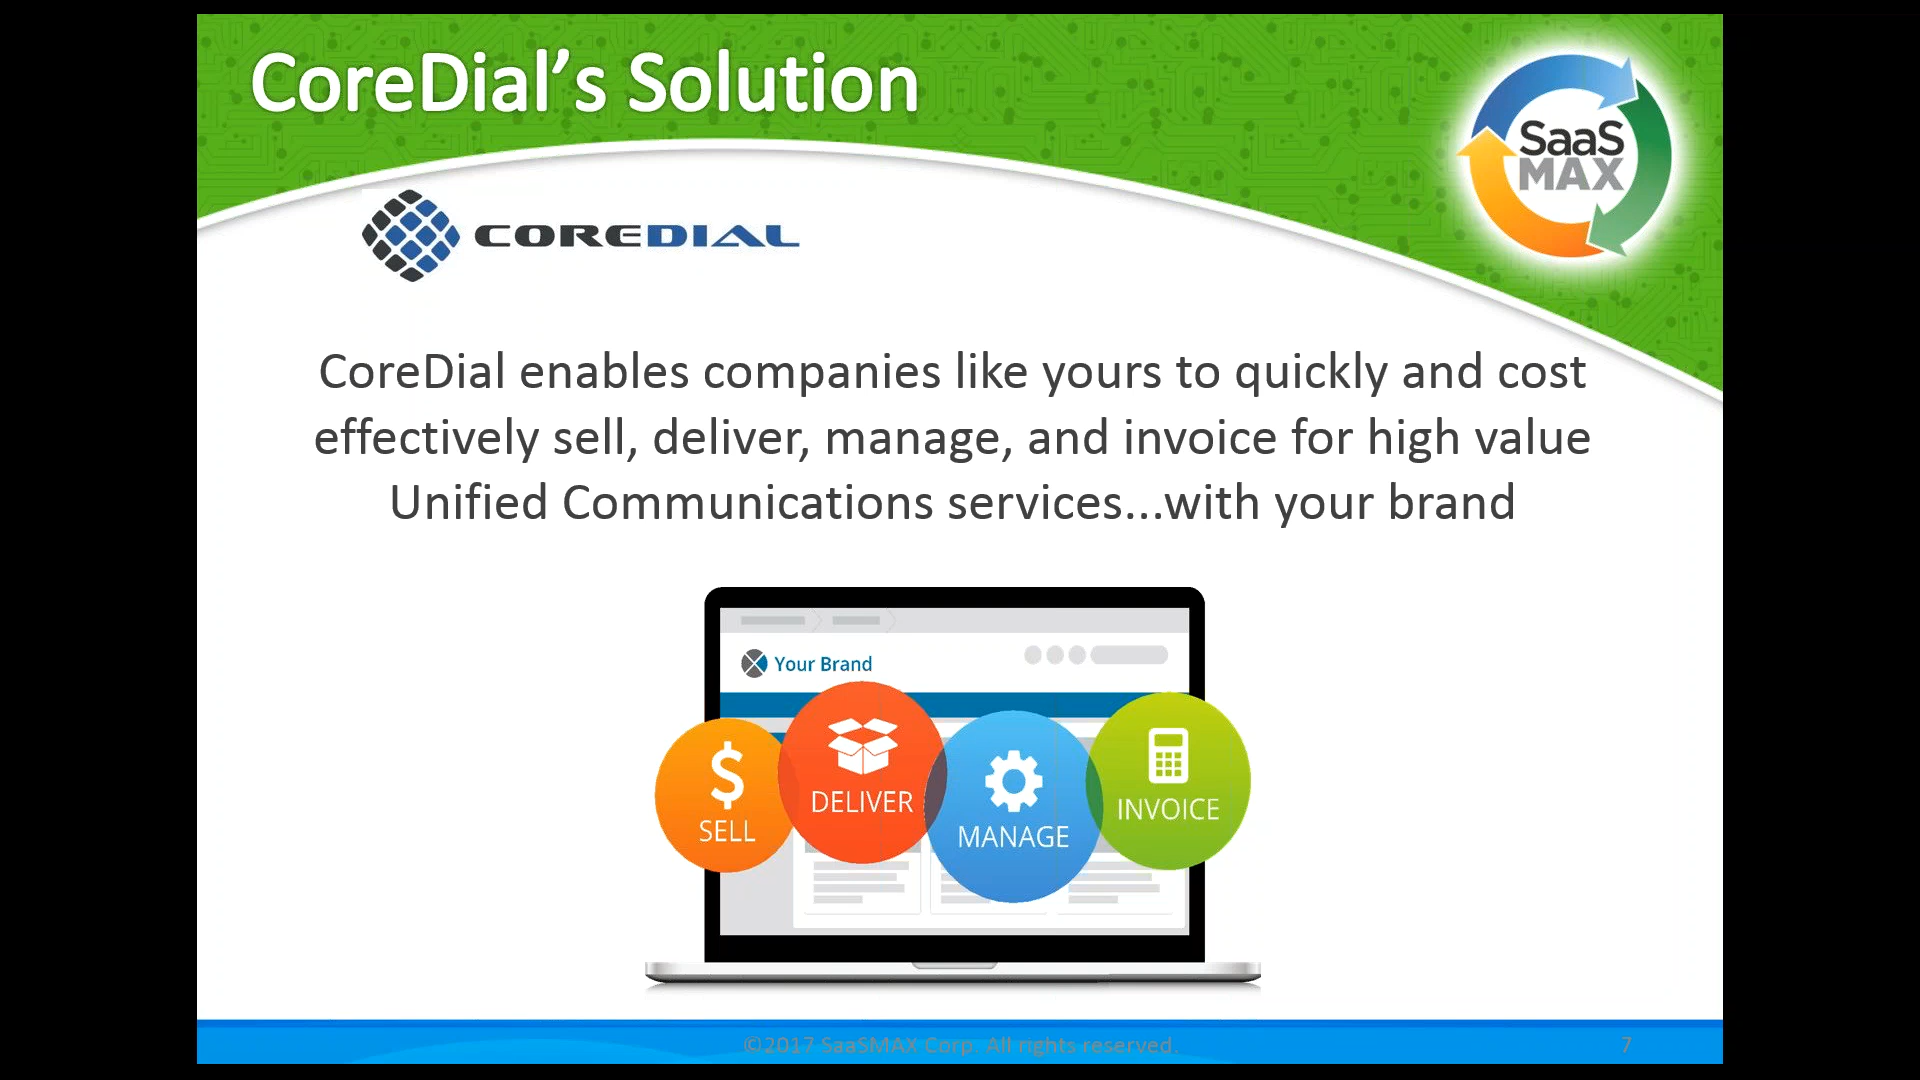 CoreDial’s Solution
SaaS
MAX
COREDIAL
CoreDial enables companies like yours to quickly and cost
effectively sell, deliver, manage, and invoice for high value
Unified Communications services...with your brand
Your Brand
$
SELL
DELIVER
MANAGE
INVOICE
©2017 SaaSMAX Corp. All rights reserved.
7